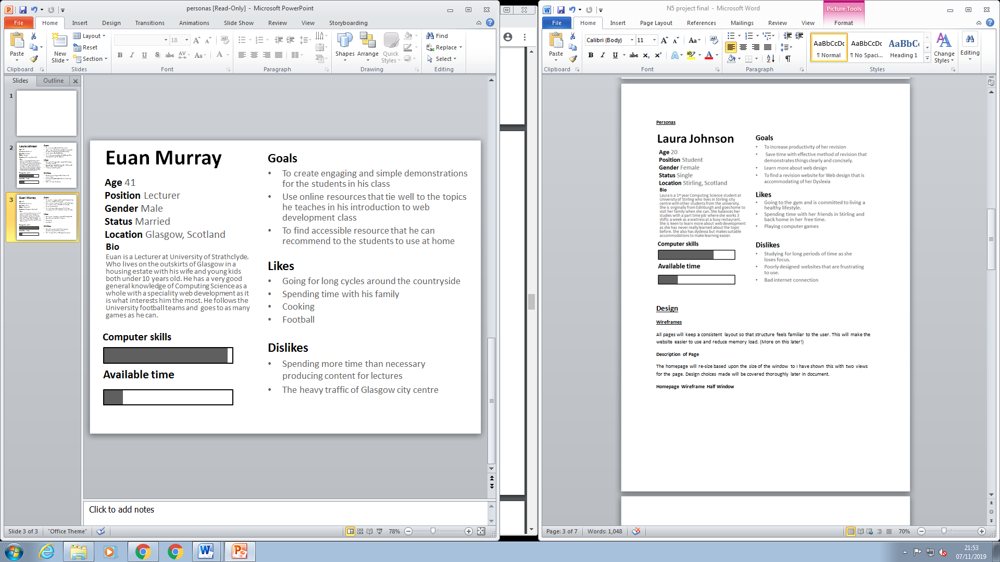 personas [Read-Only] - Microsoft PowerPoint
File Home Insert Design Transitions Animations Slide Show Review View Storyboarding
Paste
Clipboard
New Slide
Layout
Reset
Section
Slides
18
Font
Paragraph
Shapes Arrange Quick Styles
Drawing
Find
Replace
Select
Editing
Slides Outline
1
2
3
Euan Murray
Age 41
Position Lecturer
Gender Male
Status Married
Location Glasgow, Scotland
Bio
Euan is a Lecturer at University of Strathclyde.
Who lives on the outskirts of Glasgow in a
housing estate with his wife and young kids
both under 10 years old. He has a very good
general knowledge of Computing Science as a
whole with a speciality web development as it
is what interests him the most. He follows the
University football teams and goes to as many
games as he can.
Computer skills
Available time
Goals
• To create engaging and simple demonstrations
for the students in his class
• Use online resources that tie well to the topics
he teaches in his introduction to web
development class
• To find accessible resource that he can
recommend to the students to use at home
Likes
• Going for long cycles around the countryside
• Spending time with his family
• Cooking
• Football
Dislikes
• Spending more time than necessary
producing content for lectures
• The heavy traffic of Glasgow city centre
Click to add notes
Slide 3 of 3 "Office Theme" 78%
N5 project final - Microsoft Word
Picture Tools
File Home Insert Page Layout References Mailings Review View Format
Paste
Clipboard
Calibri (Body) 11
Font
Paragraph
AaBbCcDc AaBbCcDc AaBbC
¶ Normal ¶ No Spaci... Heading 1
Change Styles
Styles
Editing
Personas
Laura Johnson
Age 20
Position Student
Gender Female
Status Single
Location Stirling, Scotland
Bio
Laura is a 1st year Computing Science student at
University of Stirling who lives in Stirling city
centre with other students from the university.
She is originally from Edinburgh and goes home to
visit her family when she can. She balances her
studies with a part time job where she works 3
shifts a week as a waitress at a busy restaurant.
She is keen to learn more about web development
as she has never really learned about the topic
before. She also has dyslexia but makes suitable
accommodations to make learning easier.
Computer skills
Available time
Goals
• To increase productivity of her revision
• Save time with effective method of revision that
demonstrates things clearly and concisely.
• Learn more about web design
• To find a revision website for Web design that is
accommodating of her Dyslexia
Likes
• Going to the gym and is committed to living a
healthy lifestyle.
• Spending time with her friends in Stirling and
back home in her free time.
• Playing computer games
Dislikes
• Studying for long periods of time as she
loses focus.
• Poorly designed websites that are frustrating
to use.
• Bad internet connection
Design
Wireframes
All pages will keep a consistent layout so that structure feels familiar to the user. This will make the
website easier to use and reduce memory load. (More on this later!)
Description of Page
The homepage will re-size based upon the size of the window to I have shown this with two views
for the page. Design choices made will be covered thoroughly later in document.
Homepage Wireframe Half Window
Page: 3 of 7 Words: 1,048 70%
21:53
07/11/2019